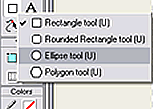 A
Rectangle tool (U)
Rounded Rectangle tool (U)
Ellipse tool (U)
Polygon tool (U)
Colors